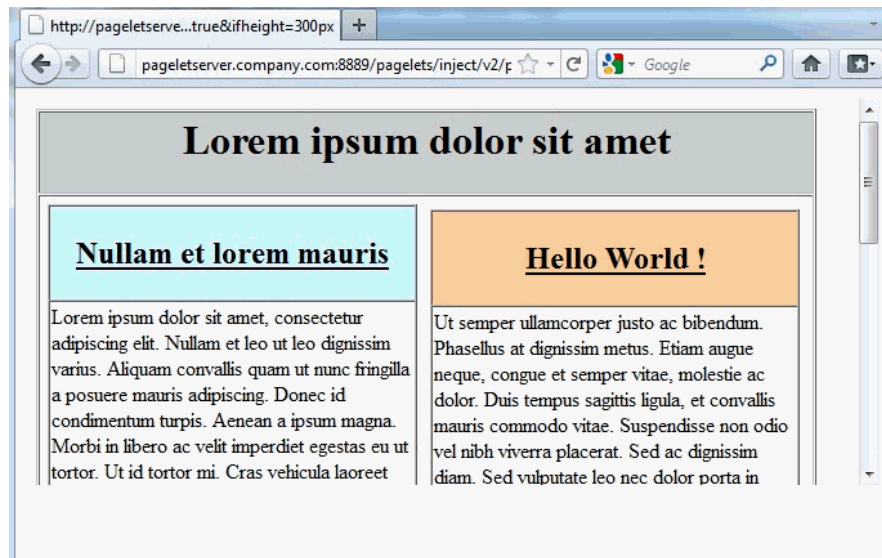 http://pageletserve...true&ifheight=300px
pageletserver.company.com:8889/pagelets/inject/v2/p
Google
Lorem ipsum dolor sit amet
Nullam et lorem mauris
Lorem ipsum dolor sit amet, consectetur
adipiscing elit. Nullam et leo ut leo dignissim
varius. Aliquam convallis quam ut nunc fringilla
a posuere mauris adipiscing. Donec id
condimentum turpis. Aenean a ipsum magna.
Morbi in libero ac velit imperdiet egestas eu ut
tortor. Ut id tortor mi. Cras vehicula laoreet
Hello World !
Ut semper ullamcorper justo ac bibendum.
Phasellus at dignissim metus. Etiam augue
neque, congue et semper vitae, molestie ac
dolor. Duis tempus sagittis ligula, et convallis
mauris commodo vitae. Suspendisse non odio
vel nibh viverra placerat. Sed ac dignissim
diam. Sed vulputate leo nec dolor porta in